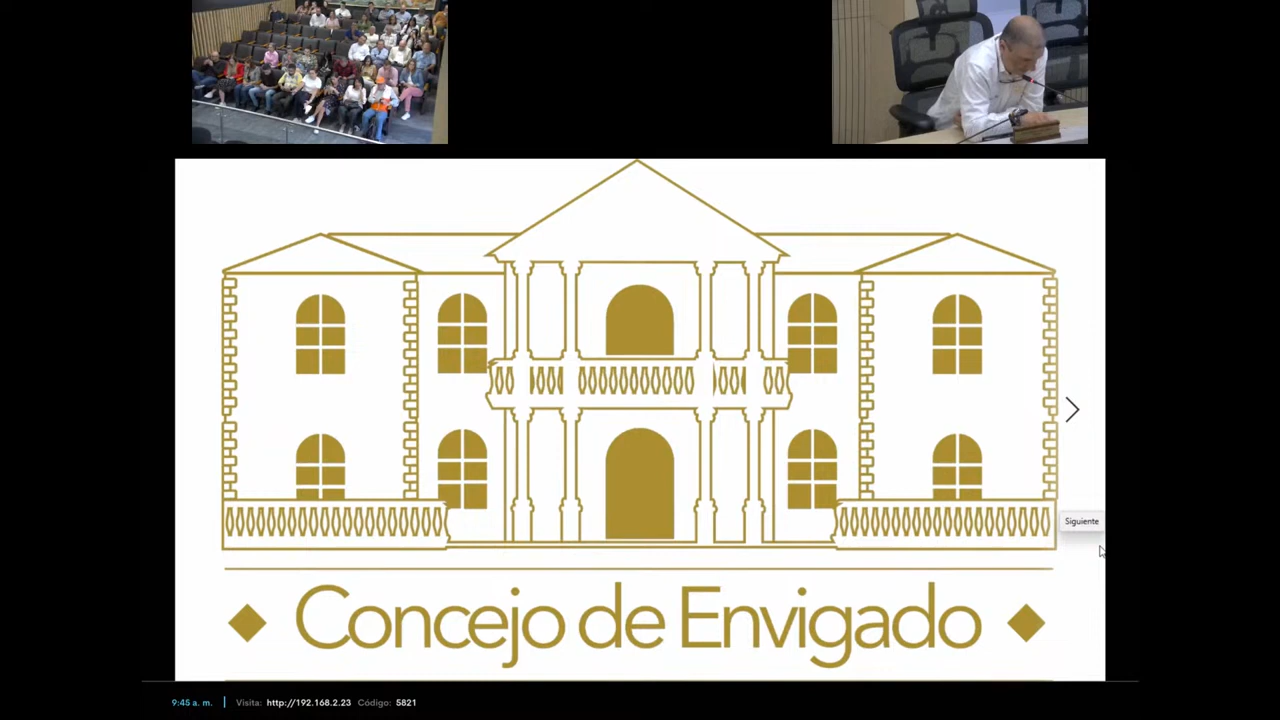 Siguiente
Concejo de Envigado
9:45 a. m. Visita: http://192.168.2.23 Código: 5821